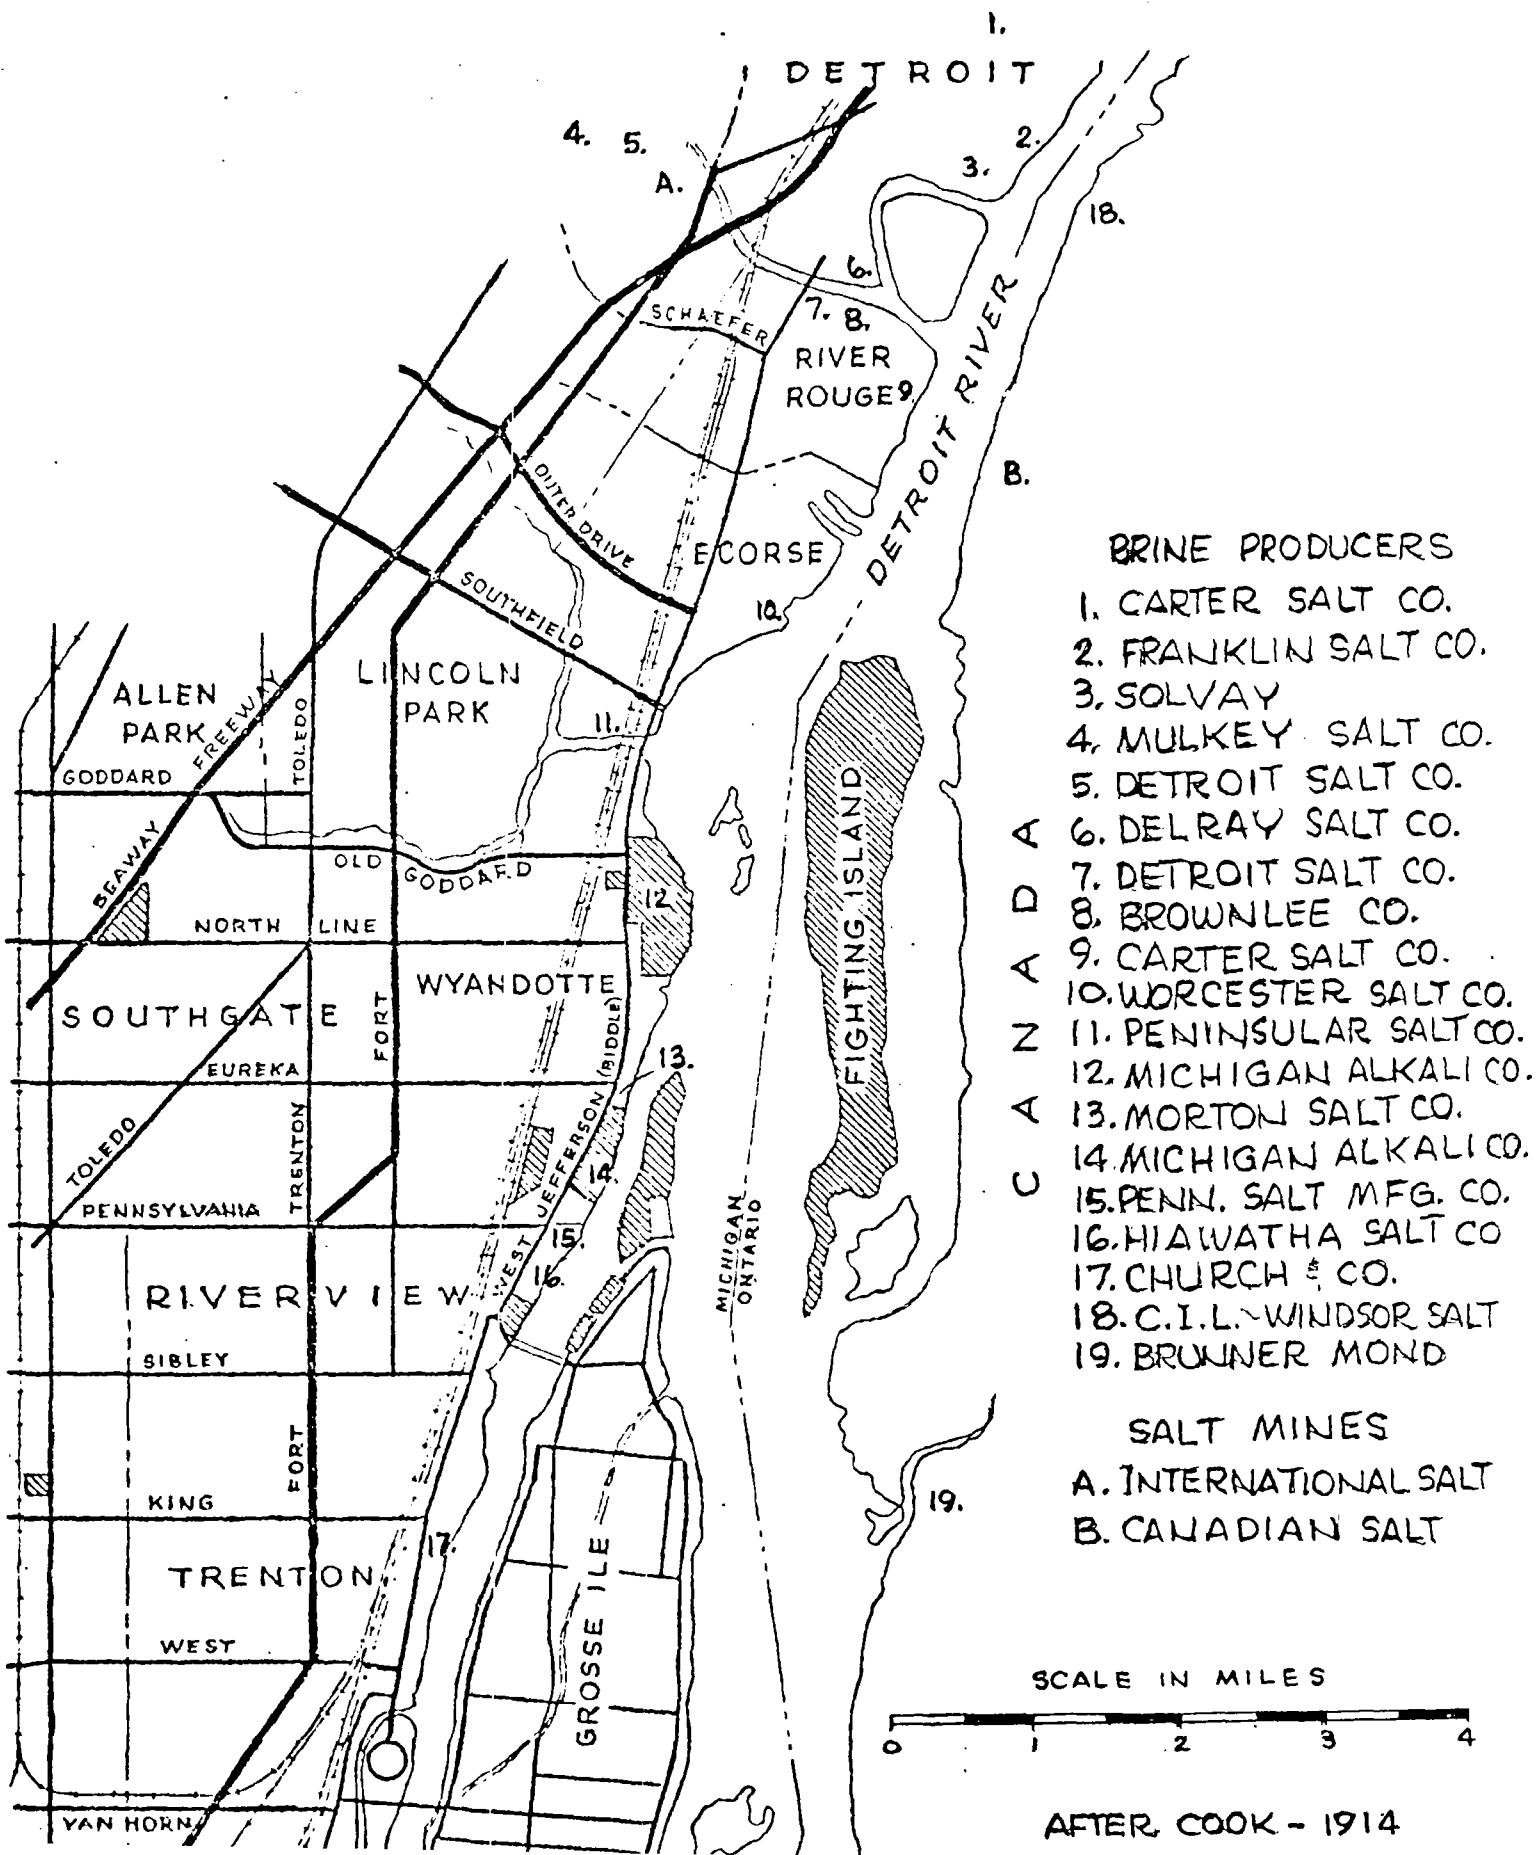 1.
DETROIT
4.
5.
A.
2.
3.
18.
6.
7.
8.
SCHAEFER
RIVER
ROUGE
9
DETROIT RIVER
B.
OUTER DRIVE
ECORSE
SOUTHFIELD
10.
LINCOLN
PARK
ALLEN
PARK
FREEWAY
TOLEDO
11.
GODDARD
SEAWAY
OLD GODDARD
12
FIGHTING ISLAND
NORTH LINE
WYANDOTTE
SOUTHGATE
FORT
(BIDDLE)
EUREKA
13.
TOLEDO
TRENTON
WEST JEFFERSON
14.
PENNSYLVANIA
15.
MICHIGAN
ONTARIO
RIVERVIEW
16.
SIBLEY
FORT
KING
19.
17.
TRENTON
GROSSE ILE
WEST
VAN HORN
CANADA
BRINE PRODUCERS
1. CARTER SALT CO.
2. FRANKLIN SALT CO.
3. SOLVAY
4. MULKEY SALT CO.
5. DETROIT SALT CO.
6. DELRAY SALT CO.
7. DETROIT SALT CO.
8. BROWNLEE CO.
9. CARTER SALT CO.
10. WORCESTER SALT CO.
11. PENINSULAR SALT CO.
12. MICHIGAN ALKALI CO.
13. MORTON SALT CO.
14. MICHIGAN ALKALI CO.
15. PENN. SALT MFG. CO.
16. HIAWATHA SALT CO
17. CHURCH & CO.
18. C.I.L.~WINDSOR SALT
19. BRUNNER MOND
SALT MINES
A. INTERNATIONAL SALT
B. CANADIAN SALT
SCALE IN MILES
0 1 2 3 4
AFTER COOK - 1914